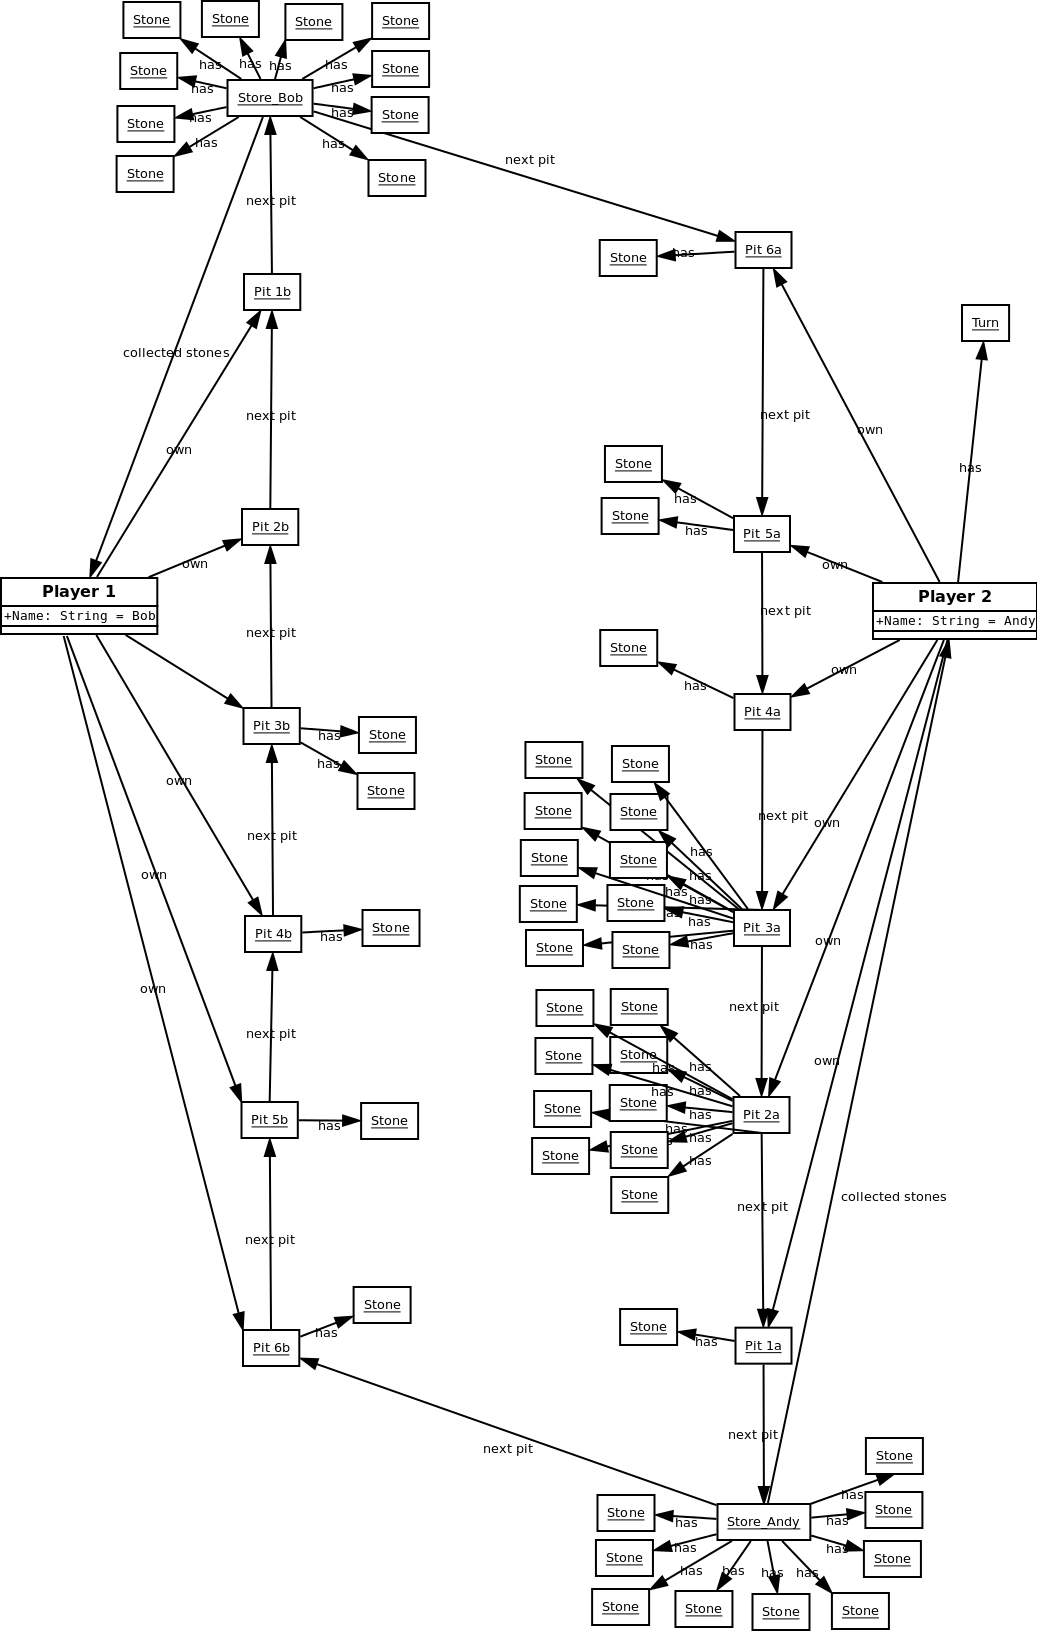 Stone
Stone
Stone
Stone
has
has
has
has
Stone
has
Store_Bob
has
Stone
Stone
has
has
Stone
Stone
has
has
Stone
Stone
next pit
next pit
Stone
has
Pit 6a
Pit 1b
Turn
collected stones
next pit
next pit
own
own
Stone
has
has
Stone
has
Pit 2b
Pit 5a
own
own
Player 1
+Name: String = Bob
Player 2
+Name: String = Andy
next pit
next pit
Stone
own
has
Pit 4a
Pit 3b
has
Stone
Stone
Stone
has
Stone
own
Stone
Stone
next pit
own
next pit
has
Stone
Stone
own
has
has
has
Stone
Stone
has
Pit 4b
has
Stone
Pit 3a
Stone
Stone
has
own
own
Stone
Stone
next pit
next pit
Stone
Stone
has
has
own
has
has
Stone
Stone
has
Pit 5b
has
Stone
Pit 2a
has
Stone
Stone
has
has
Stone
collected stones
next pit
next pit
Stone
has
Stone
has
Pit 6b
Pit 1a
next pit
next pit
Stone
has
Stone
has
Store_Andy
has
Stone
Stone
has
has
Stone
has
has
has
has
Stone
Stone
Stone
Stone